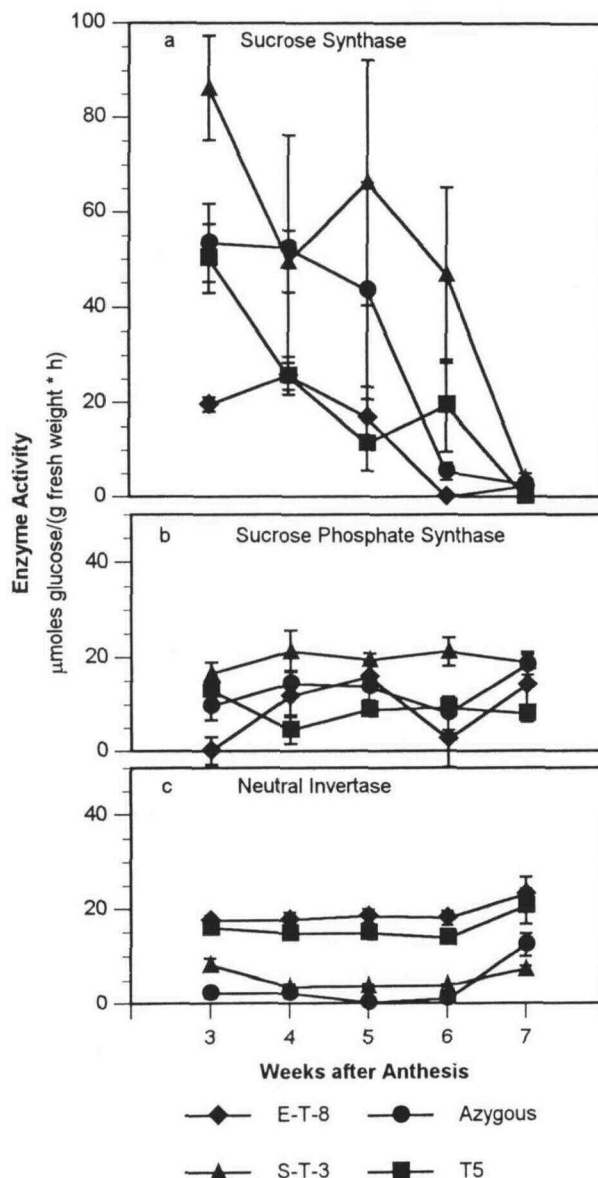 100
a Sucrose Synthase
80
60
40
20
0
b Sucrose Phosphate Synthase
40
20
0
c Neutral Invertase
40
20
0
Enzyme Activity
μmoles glucose/(g fresh weight * h)
3 4 5 6 7
Weeks after Anthesis
E-T-8 Azygous
S-T-3 T5